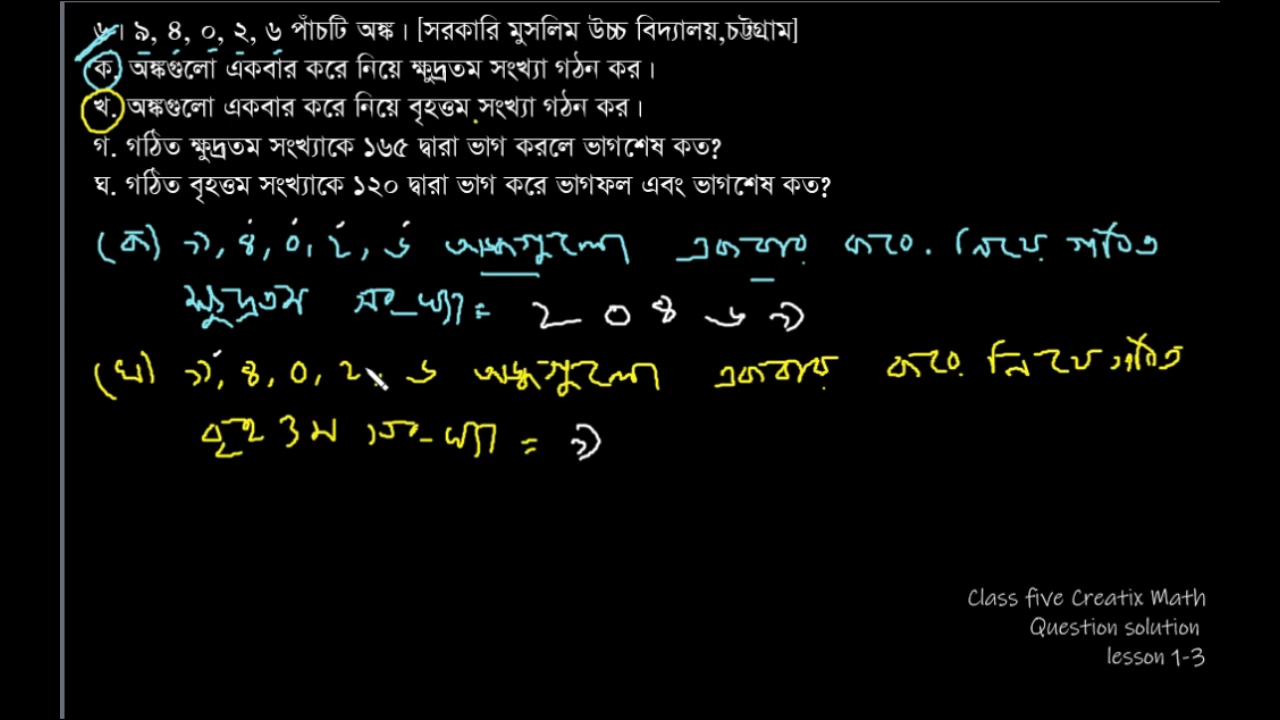 ৬। ৯, ৪, ০, ২, ৬ পাঁচটি অঙ্ক। [সরকারি মুসলিম উচ্চ বিদ্যালয়,চট্টগ্রাম]
ক. অঙ্কগুলো একবার করে নিয়ে ক্ষুদ্রতম সংখ্যা গঠন কর।
খ. অঙ্কগুলো একবার করে নিয়ে বৃহত্তম সংখ্যা গঠন কর।
গ. গঠিত ক্ষুদ্রতম সংখ্যাকে ১৬৫ দ্বারা ভাগ করলে ভাগশেষ কত?
ঘ. গঠিত বৃহত্তম সংখ্যাকে ১২০ দ্বারা ভাগ করে ভাগফল এবং ভাগশেষ কত?
(ক) ৯, ৪, ০, ২, ৬ অঙ্কগুলো একবার করে নিয়ে গঠিত
ক্ষুদ্রতম সংখ্যা = ২ ০ ৪ ৬ ৯
(খ) ৯, ৪, ০, ২, ৬ অঙ্কগুলো একবার করে নিয়ে গঠিত
বৃহত্তম সংখ্যা = ৯
Class five Creatix Math
Question solution
lesson 1-3